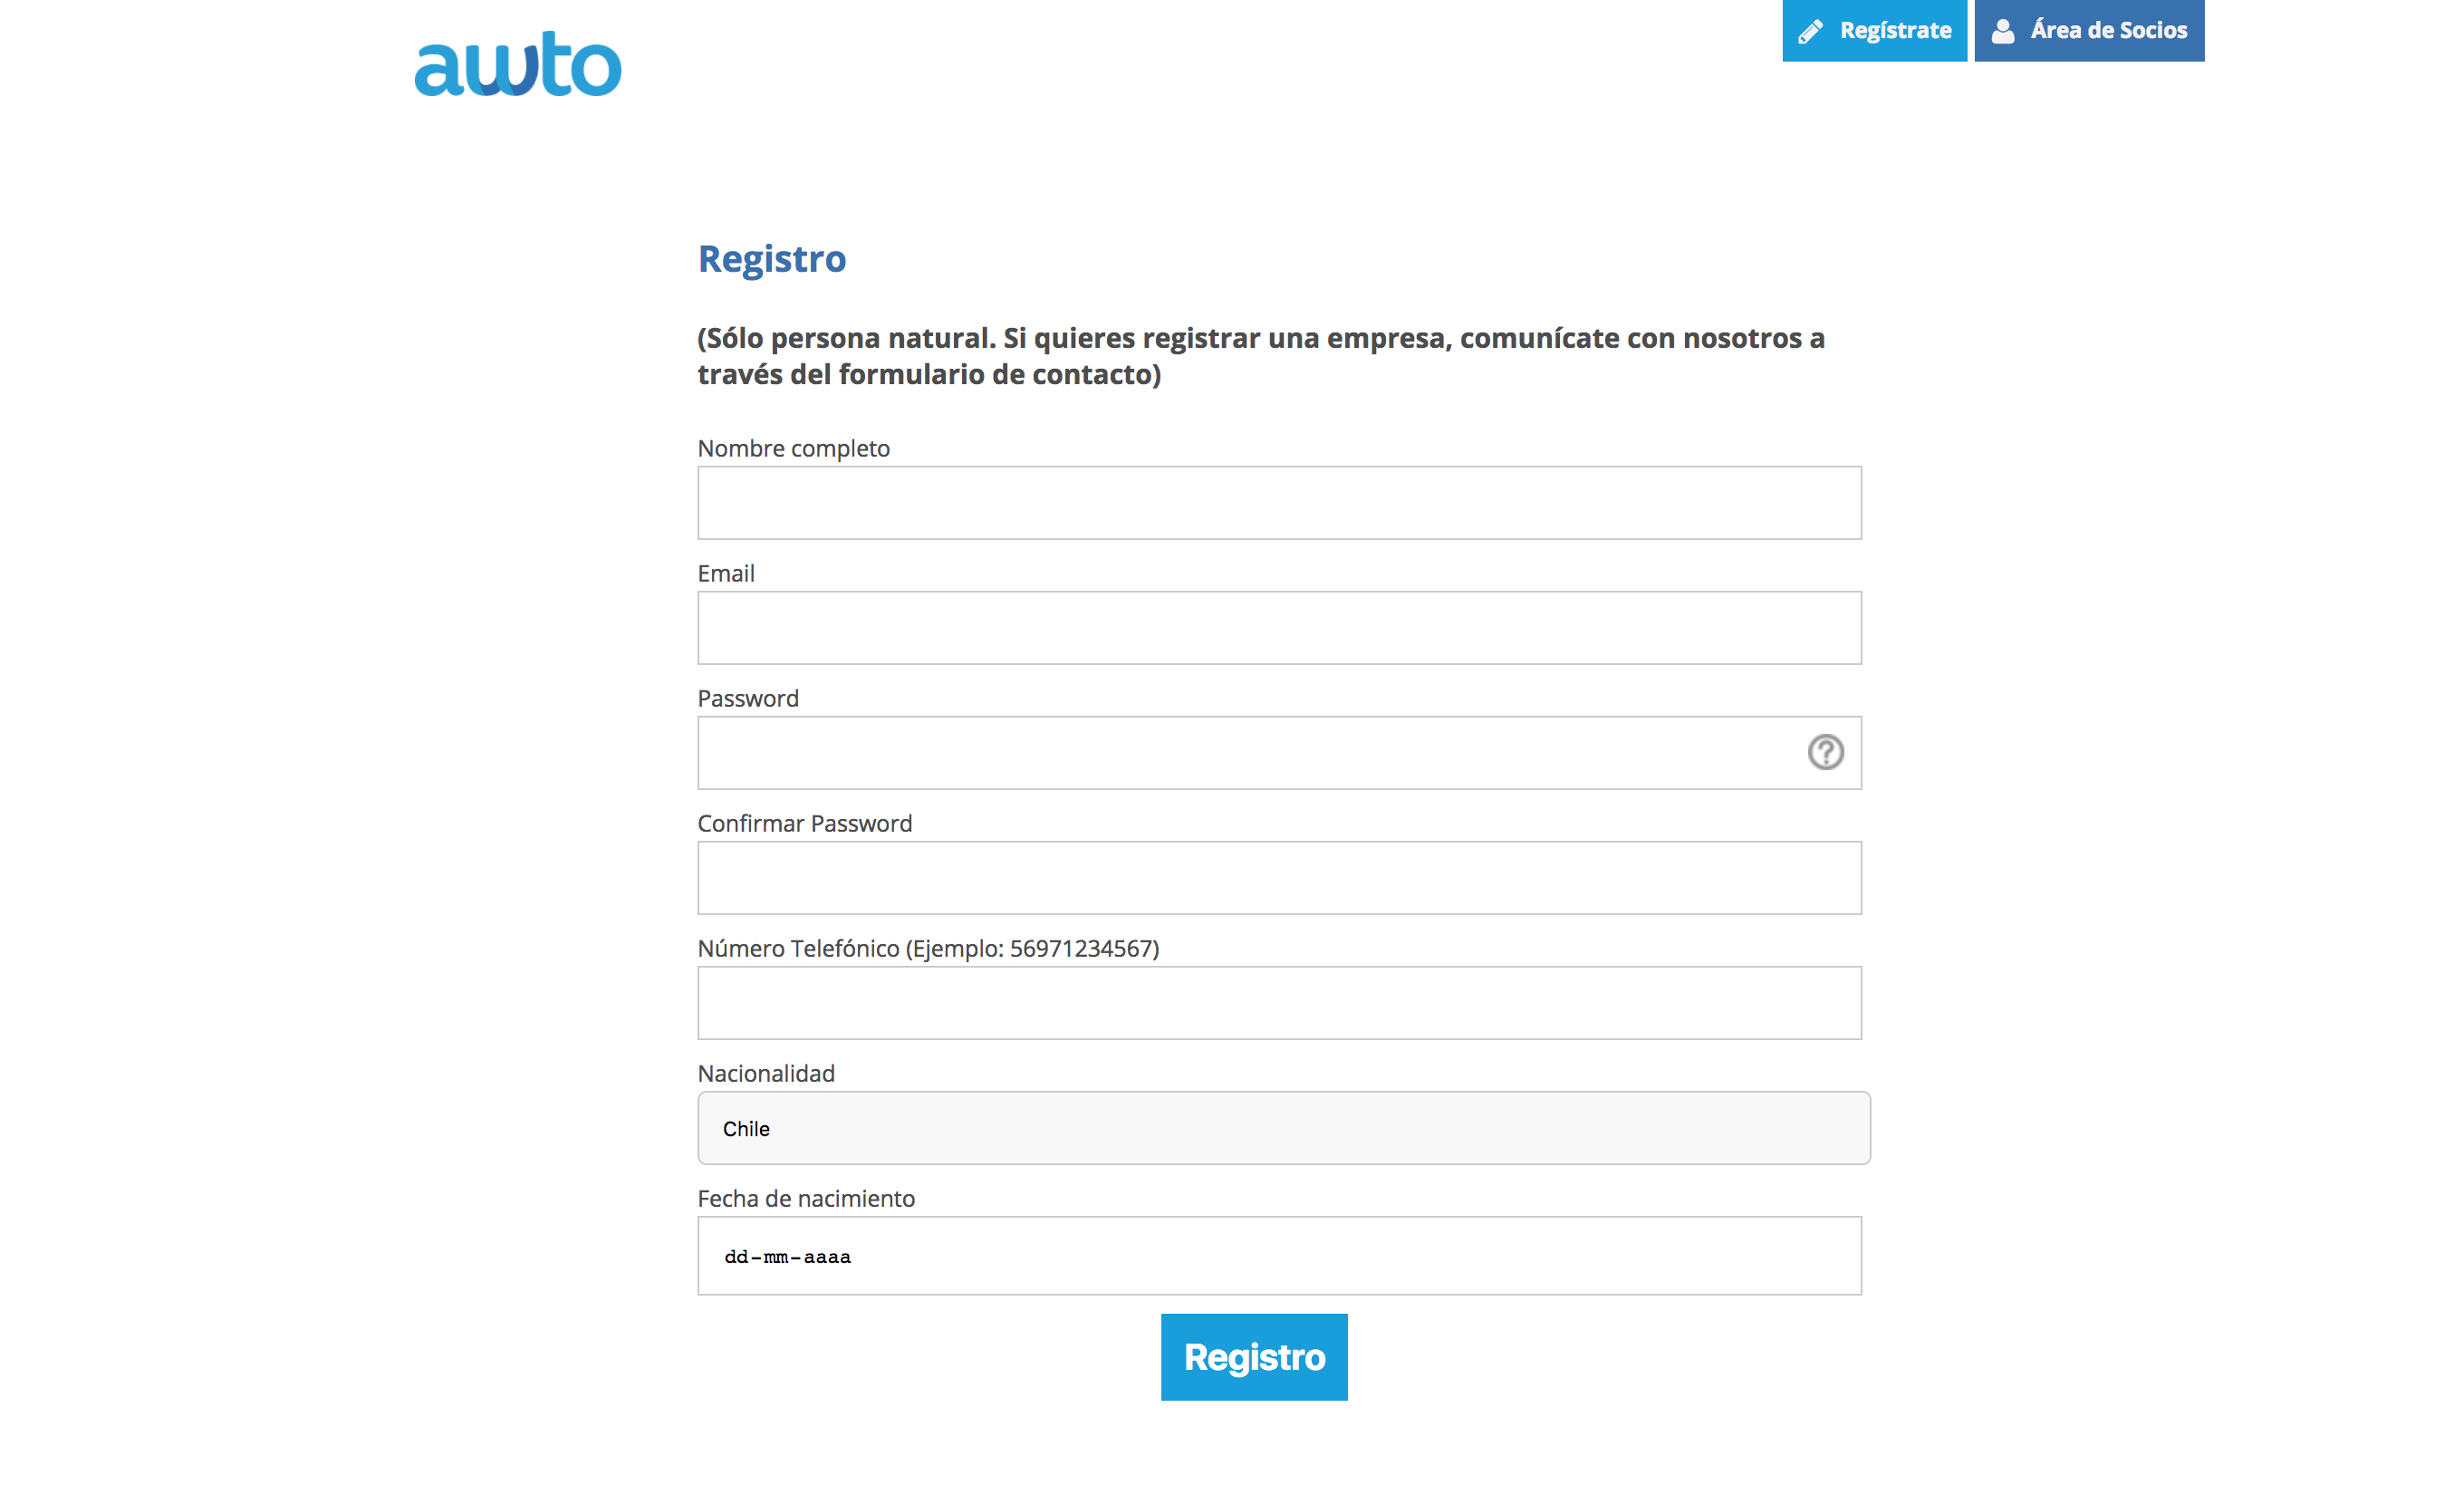 awto
Regístrate
Área de Socios
Registro
(Sólo persona natural. Si quieres registrar una empresa, comunícate con nosotros a
través del formulario de contacto)
Nombre completo
Email
Password
?
Confirmar Password
Número Telefónico (Ejemplo: 56971234567)
Nacionalidad
Chile
Fecha de nacimiento
dd-mm-aaaa
Registro